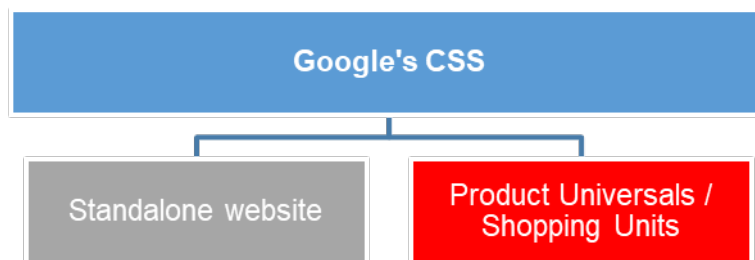 Google's CSS
Standalone website
Product Universals /
Shopping Units